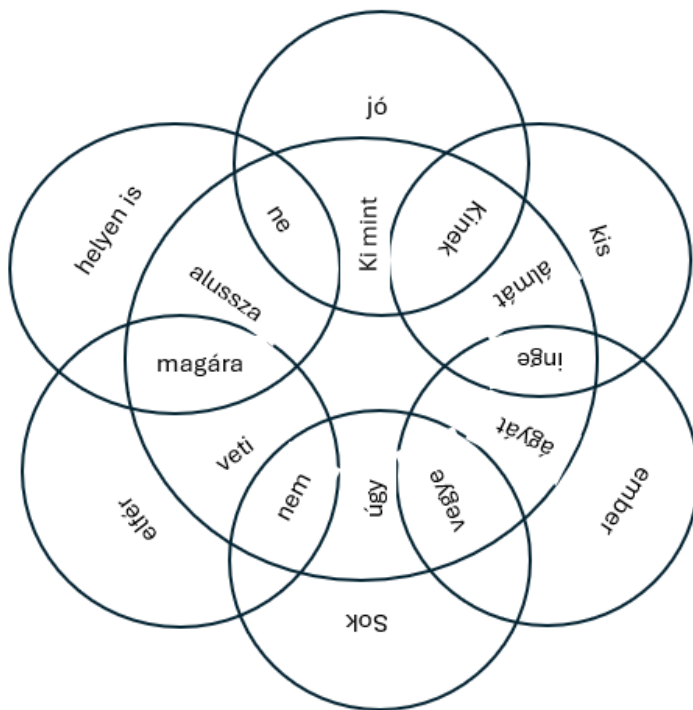 jó
helyen is
kis
ne
Ki mint
Kinek
alussza
álmát
magára
inge
veti
ágyát
nem
úgy
vegye
elfér
ember
Sok